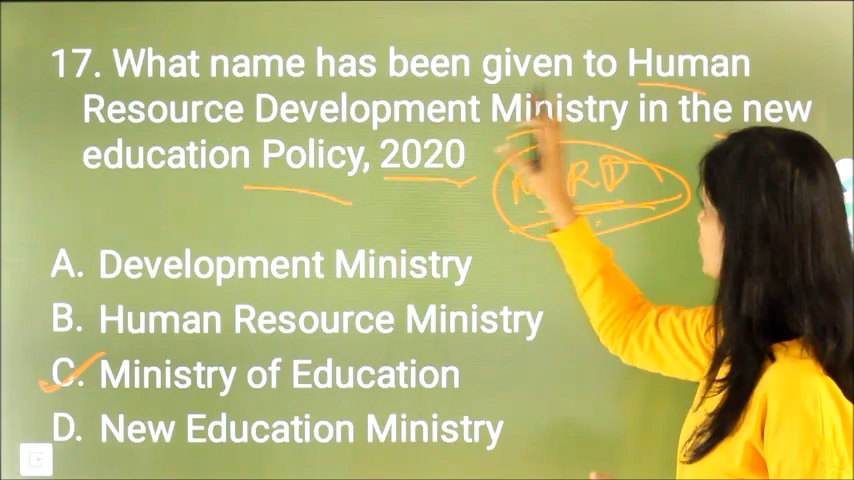 17. What name has been given to Human
Resource Development Ministry in the new
education Policy, 2020
A. Development Ministry
B. Human Resource Ministry
C. Ministry of Education
D. New Education Ministry